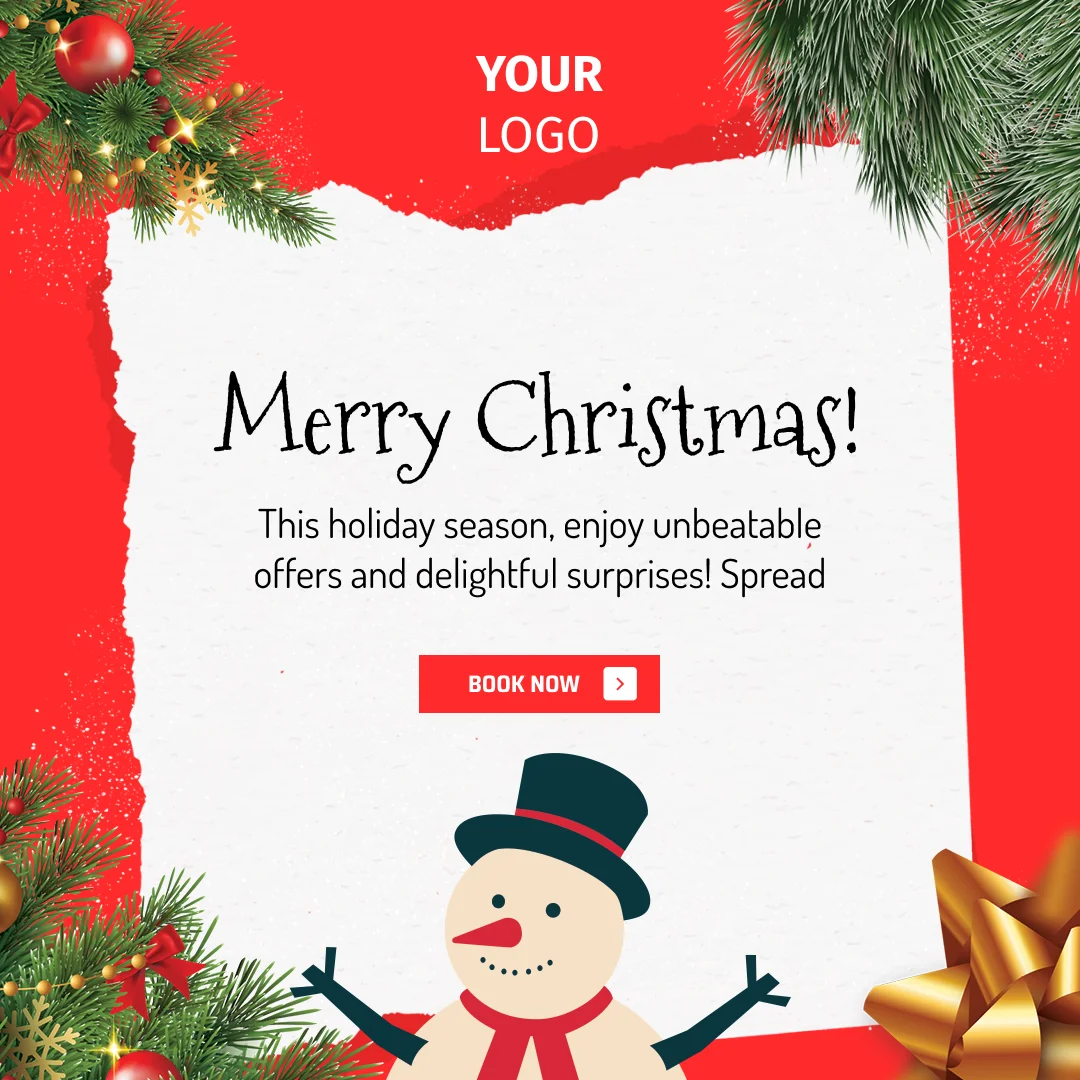 YOUR
LOGO
Merry Christmas!
This holiday season, enjoy unbeatable
offers and delightful surprises! Spread
BOOK NOW